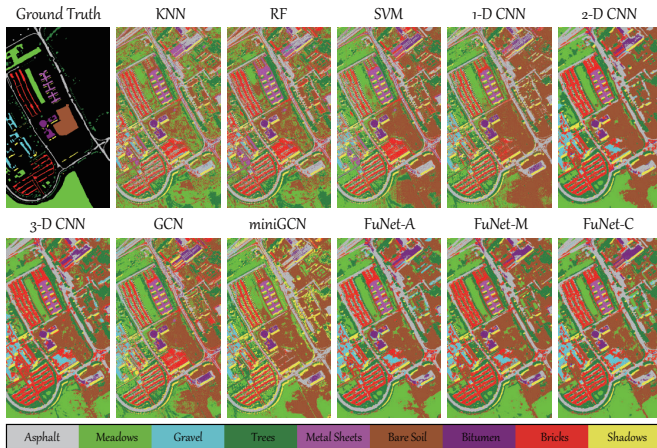 Ground Truth KNN RF SVM 1-D CNN 2-D CNN
3-D CNN GCN miniGCN FuNet-A FuNet-M FuNet-C
Asphalt Meadows Gravel Trees Metal Sheets Bare Soil Bitumen Bricks Shadows